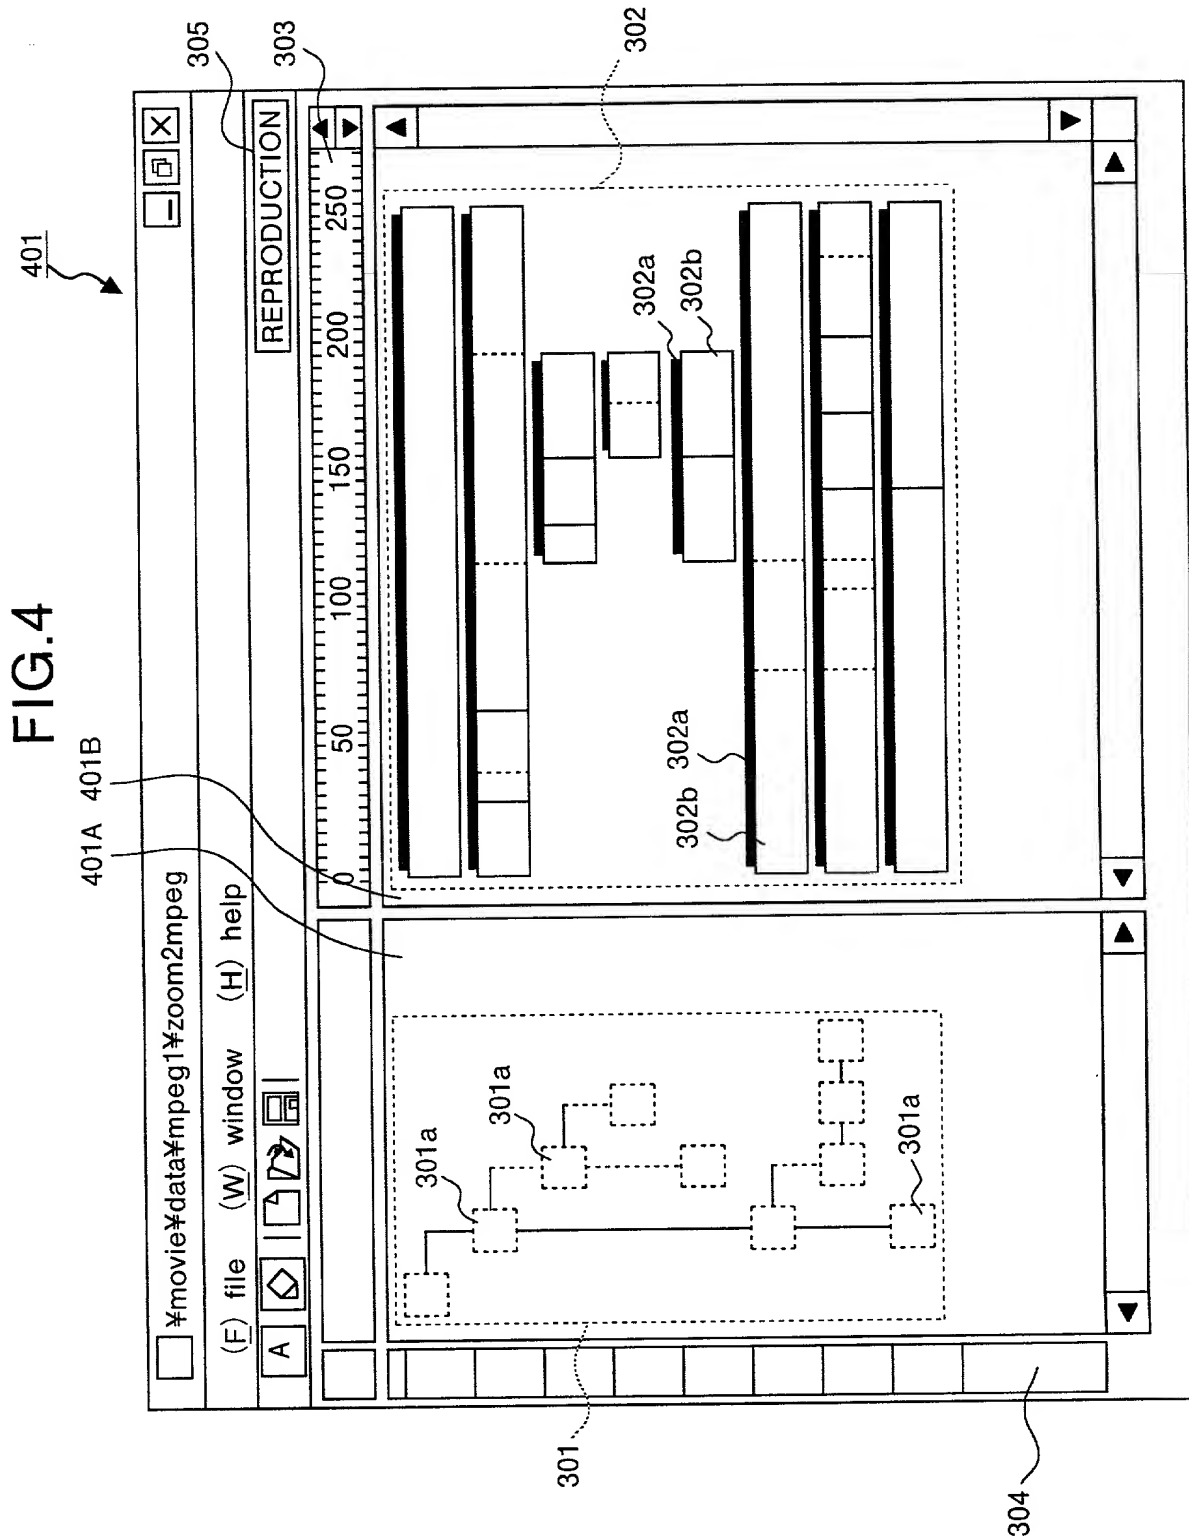 FIG.4
401
401A
401B
305
303
¥movie¥data¥mpeg1¥zoom2mpeg
(F) file (W) window (H) help
A
REPRODUCTION
0 50 100 150 200 250
302
301a
301a
302a
302b
302a
302b
301a
301
304